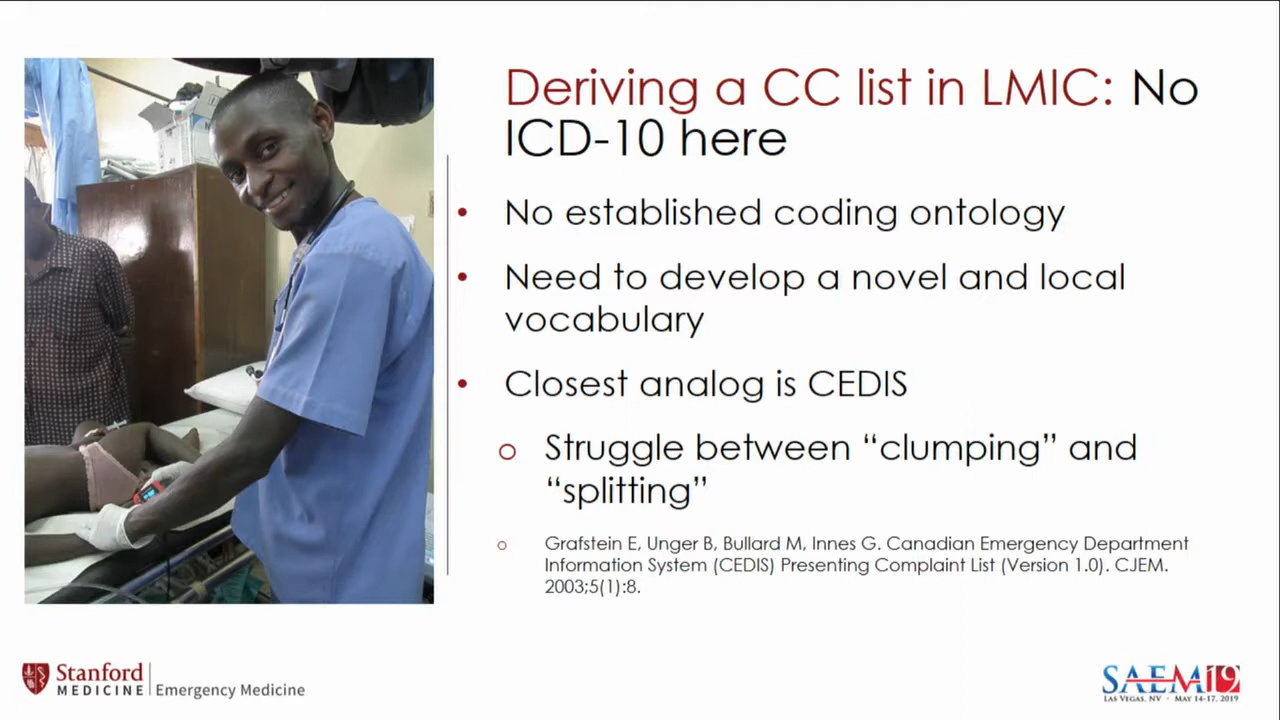 Deriving a CC list in LMIC: No
ICD-10 here
• No established coding ontology
• Need to develop a novel and local
vocabulary
• Closest analog is CEDIS
o Struggle between “clumping” and
“splitting”
o Grafstein E, Unger B, Bullard M, Innes G. Canadian Emergency Department
Information System (CEDIS) Presenting Complaint List (Version 1.0). CJEM.
2003;5(1):8.
Stanford
MEDICINE
Emergency Medicine
SAEM19
LAS VEGAS, NV • MAY 14-17, 2019